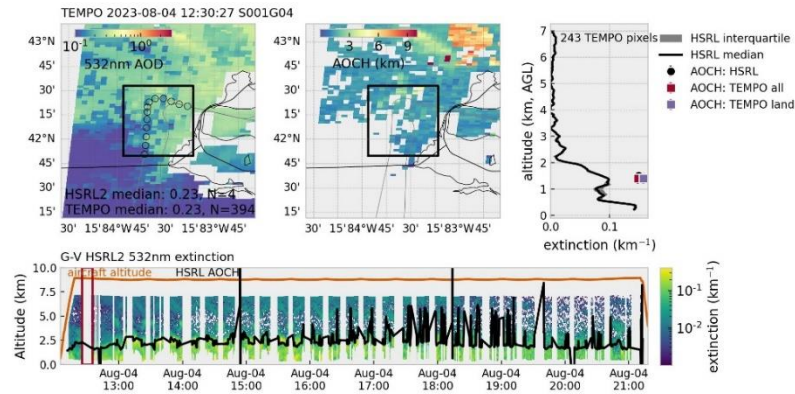 TEMPO 2023-08-04 12:30:27 S001G04
43°N
45'
30'
15'
42°N
45'
30'
15'
10⁻¹ 10⁰
532nm AOD
HSRL2 median: 0.23, N=4
TEMPO median: 0.23, N=394
30' 15'84°W45' 30' 15'83°W45'
43°N
45'
30'
15'
42°N
45'
30'
15'
3 6 9
AOCH (km)
30' 15'84°W45' 30' 15'83°W45'
altitude (km, AGL)
7
6
5
4
3
2
1
0
243 TEMPO pixels
0.0 0.1
extinction (km⁻¹)
HSRL interquartile
HSRL median
AOCH: HSRL
AOCH: TEMPO all
AOCH: TEMPO land
G-V HSRL2 532nm extinction
Altitude (km)
10.0
7.5
5.0
2.5
0.0
aircraft altitude HSRL AOCH
Aug-04 Aug-04 Aug-04 Aug-04 Aug-04 Aug-04 Aug-04 Aug-04 Aug-04
13:00 14:00 15:00 16:00 17:00 18:00 19:00 20:00 21:00
10⁻¹
10⁻²
extinction (km⁻¹)